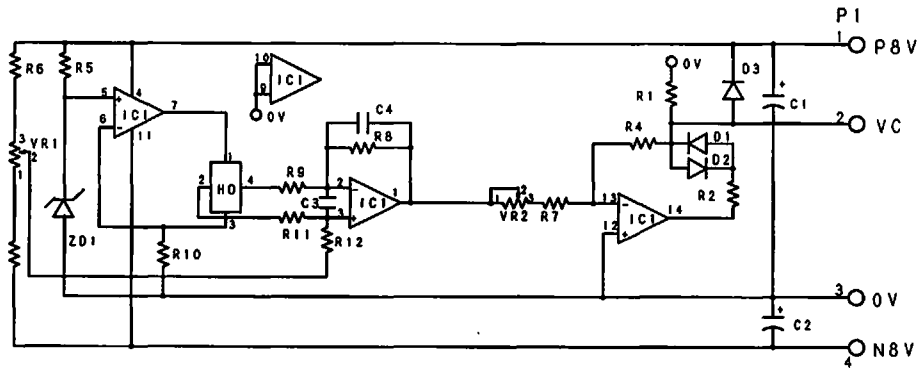 P1
1 P8V
R6
R5
4
5 + IC1 7
6 -
11
10
9 IC1
0V
0V
D3
+
C1
R1
2 VC
C4
R8
R4
D1
D2
3 VR1
2
1
1
2 HO 4
3
R9
C3
2 - IC1 1
3 +
R11
R12
1 2 3
VR2
R7
13 - IC1 14
12 +
R2
ZD1
R10
3 0V
+
C2
4 N8V